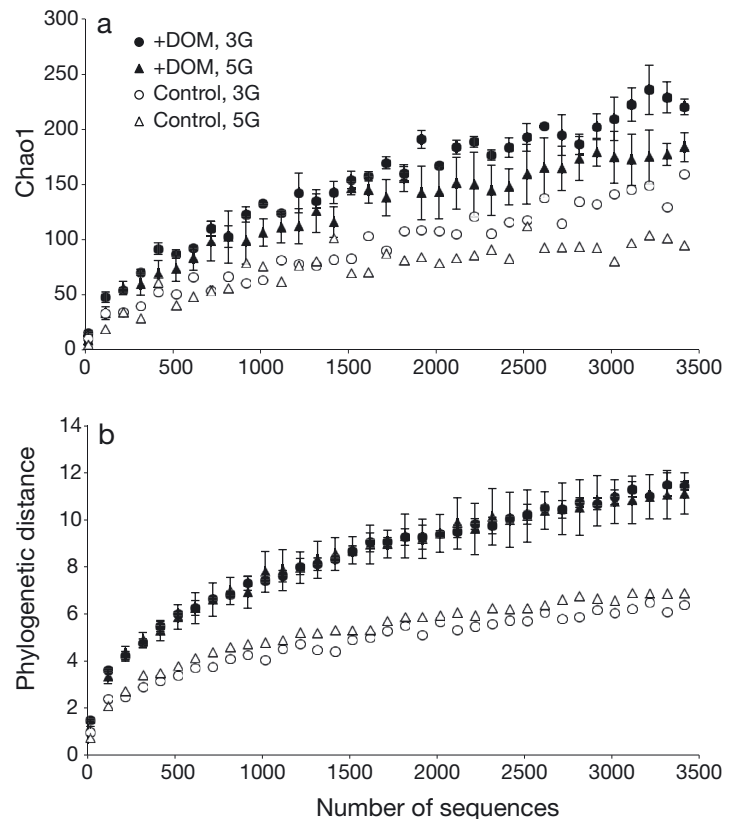 a
300
250
200
150
100
50
0
Chao1
+DOM, 3G
+DOM, 5G
Control, 3G
Control, 5G
0 500 1000 1500 2000 2500 3000 3500
b
14
12
10
8
6
4
2
0
Phylogenetic distance
0 500 1000 1500 2000 2500 3000 3500
Number of sequences